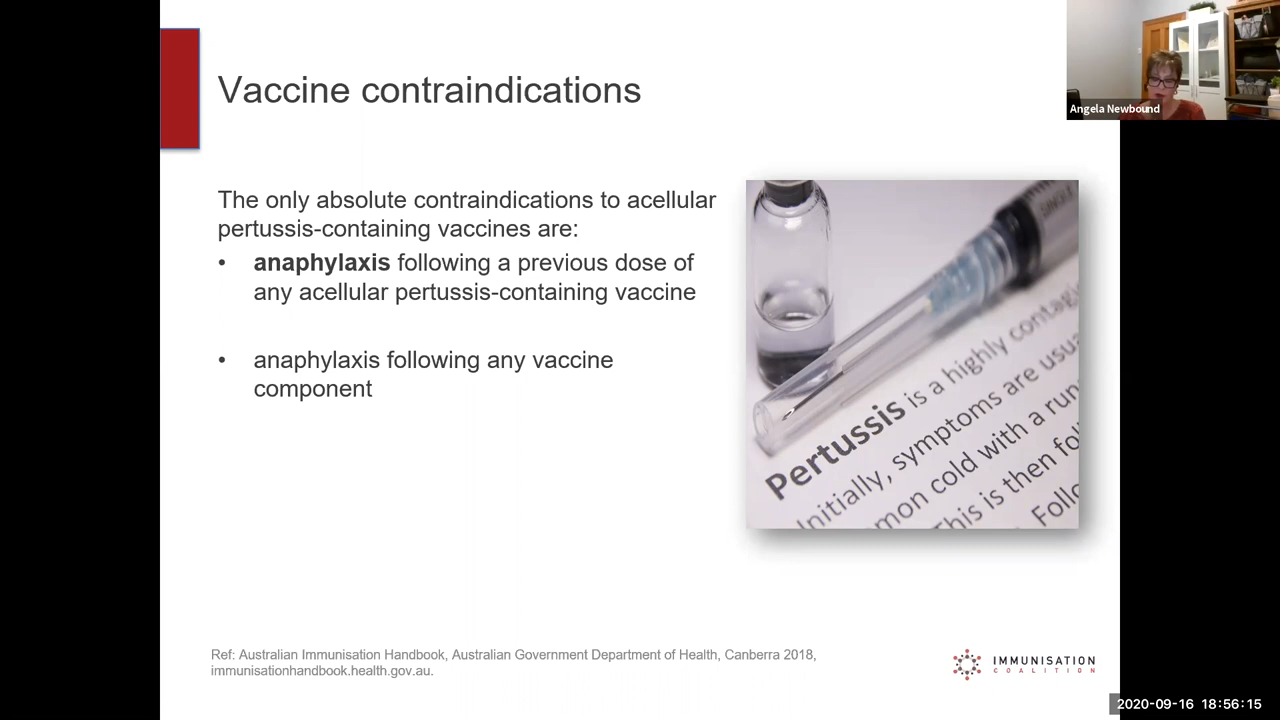 Vaccine contraindications
Angela Newbound
The only absolute contraindications to acellular
pertussis-containing vaccines are:
• anaphylaxis following a previous dose of
any acellular pertussis-containing vaccine
• anaphylaxis following any vaccine
component
Pertussis is a highly contagi
Initially, symptoms are usua
mon cold with a run
This is then fol
Follo
Ref: Australian Immunisation Handbook, Australian Government Department of Health, Canberra 2018,
immunisationhandbook.health.gov.au.
IMMUNISATION
COALITION
2020-09-16 18:56:15